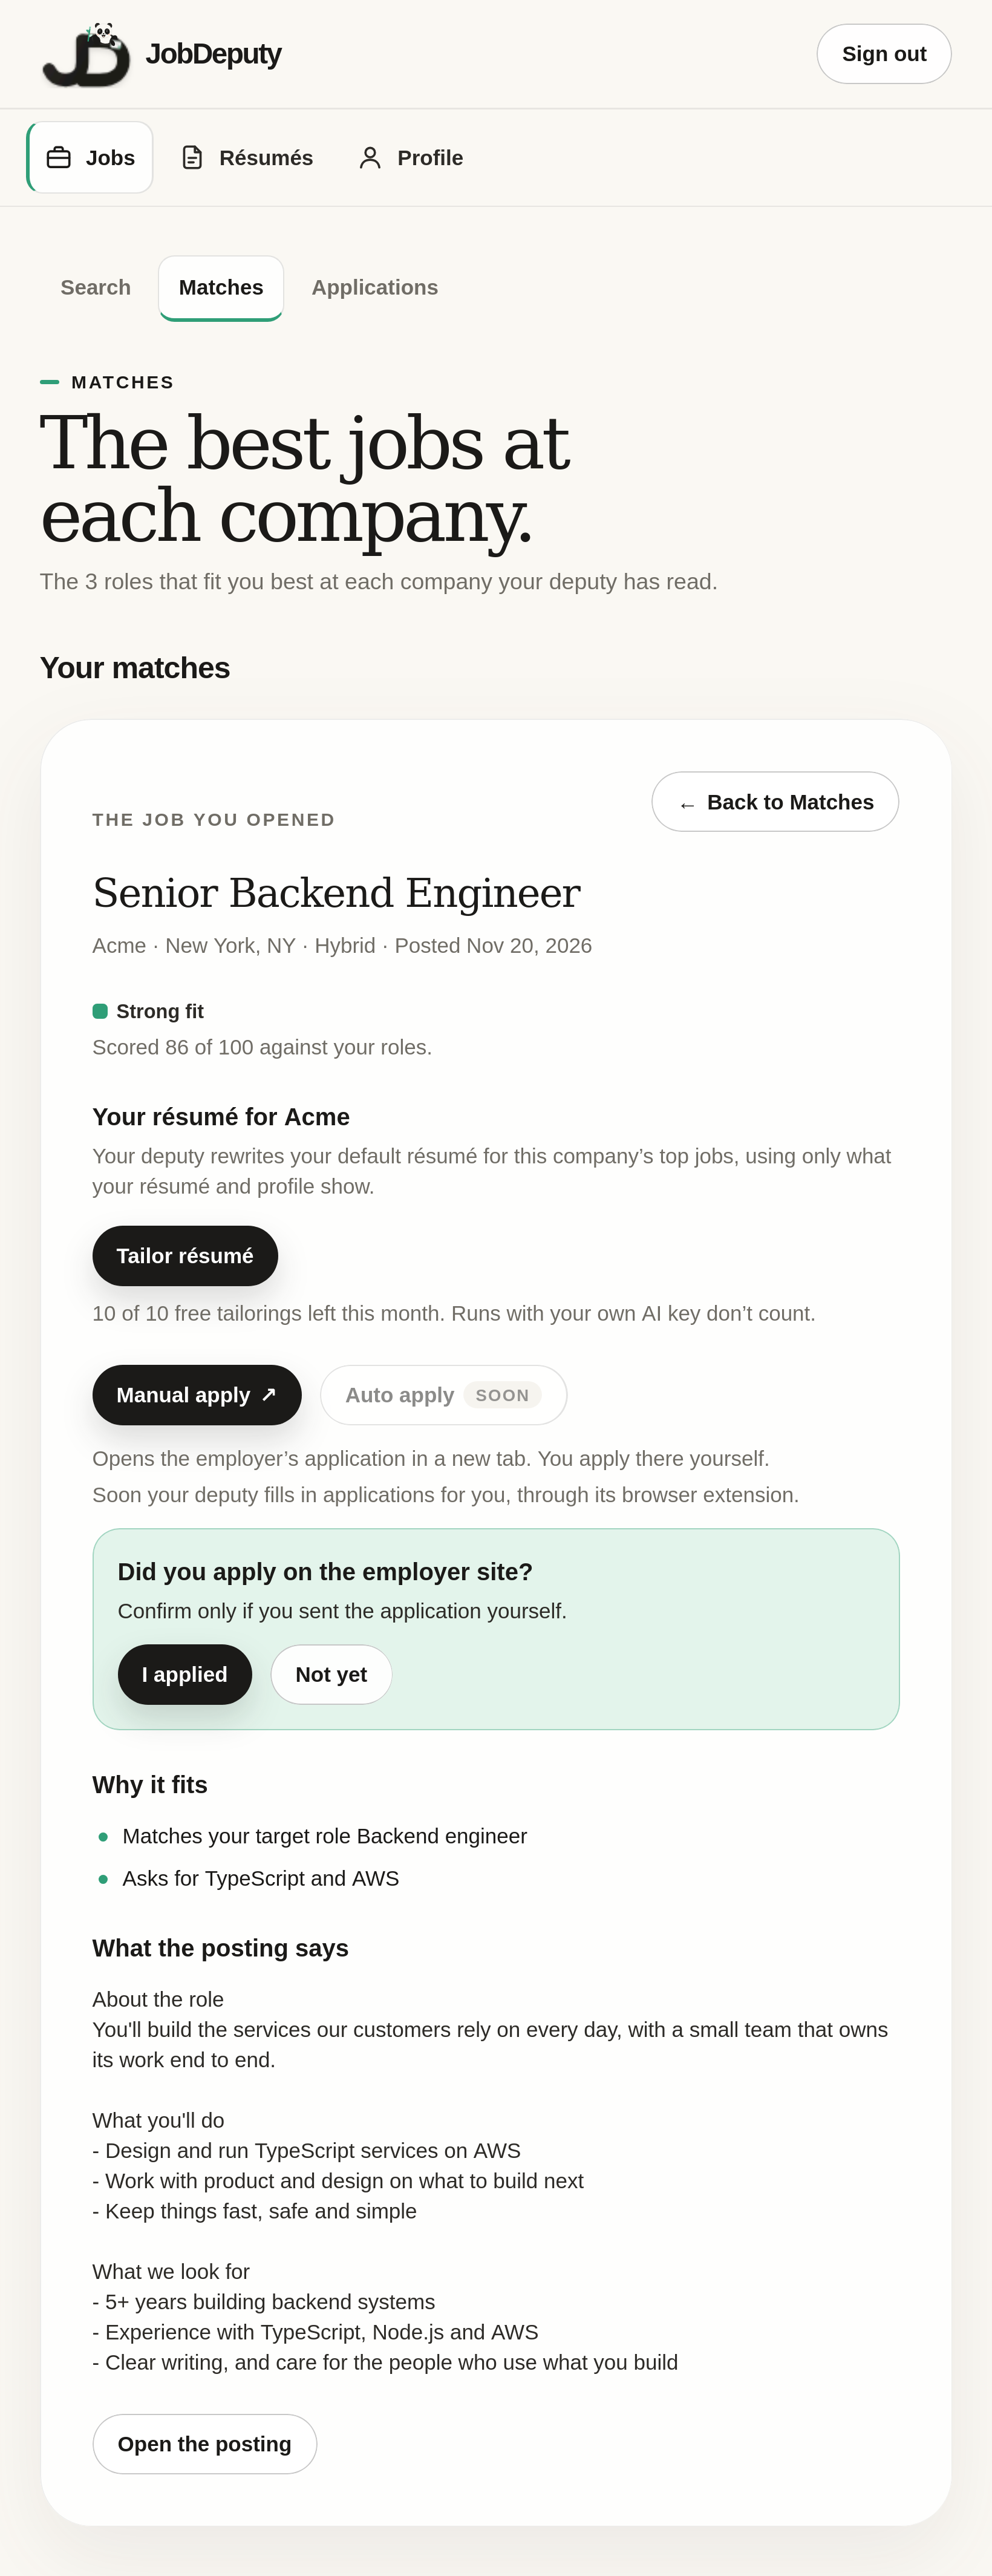 JD JobDeputy
Sign out
Jobs
Résumés
Profile
Search
Matches
Applications
MATCHES
The best jobs at
each company.
The 3 roles that fit you best at each company your deputy has read.
Your matches
THE JOB YOU OPENED
← Back to Matches
Senior Backend Engineer
Acme · New York, NY · Hybrid · Posted Nov 20, 2026
Strong fit
Scored 86 of 100 against your roles.
Your résumé for Acme
Your deputy rewrites your default résumé for this company’s top jobs, using only what
your résumé and profile show.
Tailor résumé
10 of 10 free tailorings left this month. Runs with your own AI key don’t count.
Manual apply ↗
Auto apply SOON
Opens the employer’s application in a new tab. You apply there yourself.
Soon your deputy fills in applications for you, through its browser extension.
Did you apply on the employer site?
Confirm only if you sent the application yourself.
I applied
Not yet
Why it fits
Matches your target role Backend engineer
Asks for TypeScript and AWS
What the posting says
About the role
You'll build the services our customers rely on every day, with a small team that owns
its work end to end.
What you'll do
- Design and run TypeScript services on AWS
- Work with product and design on what to build next
- Keep things fast, safe and simple
What we look for
- 5+ years building backend systems
- Experience with TypeScript, Node.js and AWS
- Clear writing, and care for the people who use what you build
Open the posting